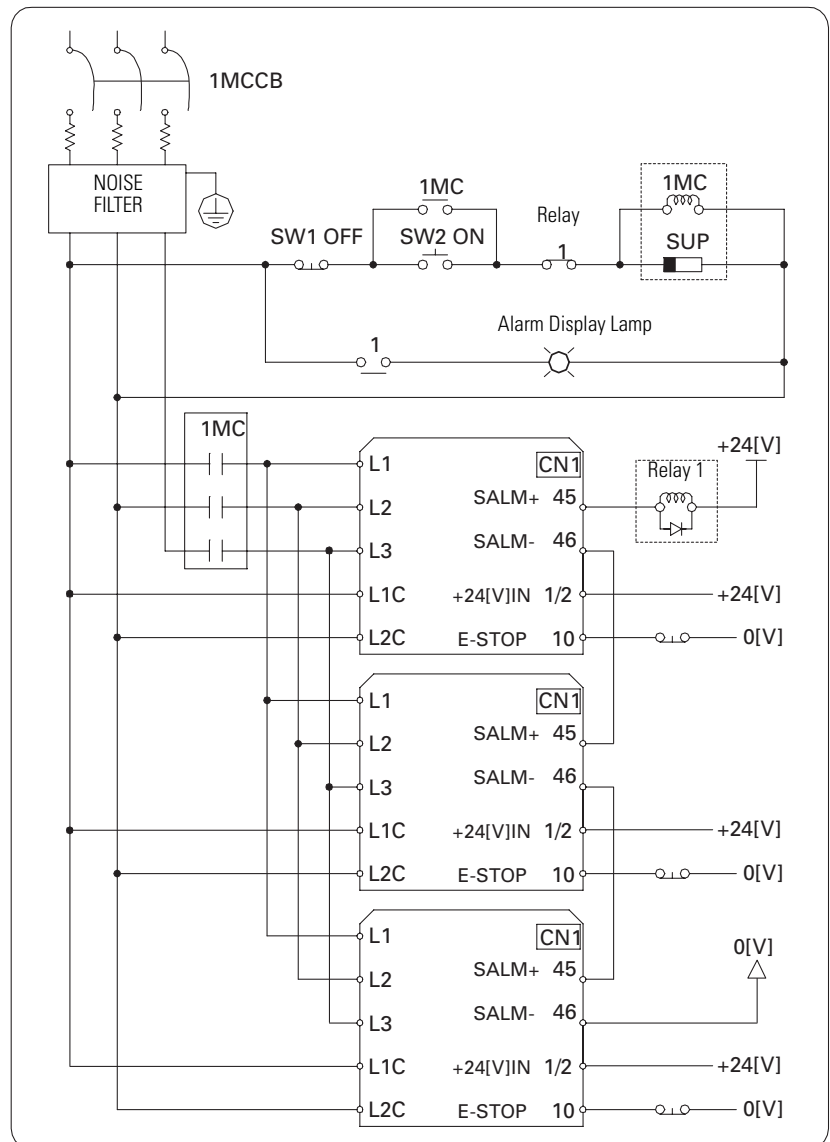 1MCCB
NOISE
FILTER
1MC
SW1 OFF
SW2 ON
Relay
1
1MC
SUP
1
Alarm Display Lamp
1MC
L1
CN1
+24[V]
Relay 1
L2
SALM+ 45
L3
SALM- 46
L1C
+24[V]IN 1/2
+24[V]
L2C
E-STOP 10
0[V]
L1
CN1
L2
SALM+ 45
L3
SALM- 46
L1C
+24[V]IN 1/2
+24[V]
L2C
E-STOP 10
0[V]
L1
CN1
0[V]
L2
SALM+ 45
L3
SALM- 46
L1C
+24[V]IN 1/2
+24[V]
L2C
E-STOP 10
0[V]